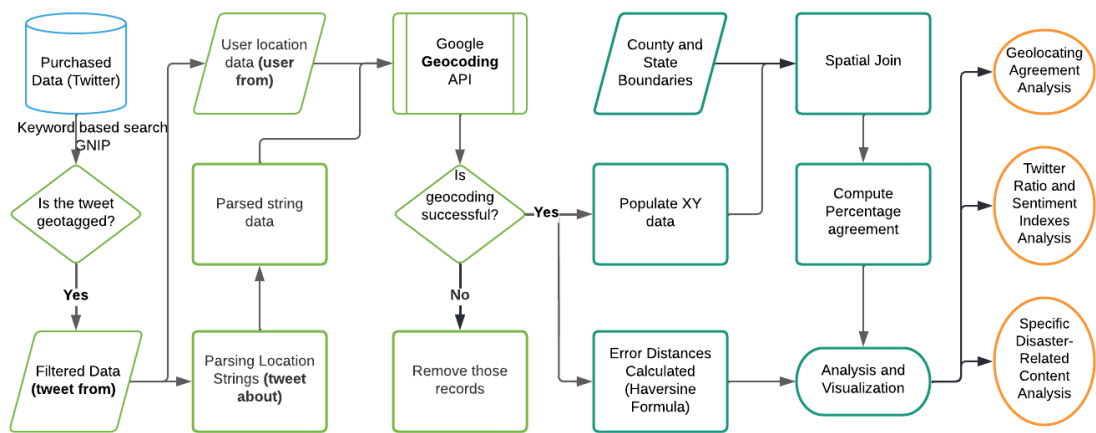 Purchased
Data (Twitter)
Keyword based search
GNIP
Is the tweet
geotagged?
Yes
Filtered Data
(tweet from)
User location
data (user
from)
Parsed string
data
Parsing Location
Strings (tweet
about)
Google
Geocoding
API
Is
geocoding
successful?
Yes
No
Remove those
records
County and
State
Boundaries
Populate XY
data
Error Distances
Calculated
(Haversine
Formula)
Spatial Join
Compute
Percentage
agreement
Analysis and
Visualization
Geolocating
Agreement
Analysis
Twitter
Ratio and
Sentiment
Indexes
Analysis
Specific
Disaster-
Related
Content
Analysis